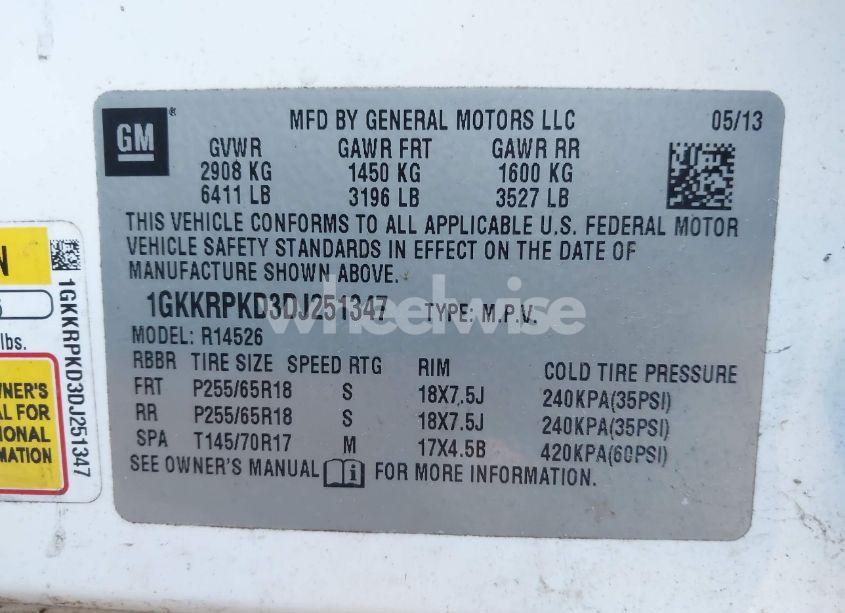 GM ®
MFD BY GENERAL MOTORS LLC 05/13
GVWR GAWR FRT GAWR RR
2908 KG 1450 KG 1600 KG
6411 LB 3196 LB 3527 LB
THIS VEHICLE CONFORMS TO ALL APPLICABLE U.S. FEDERAL MOTOR
VEHICLE SAFETY STANDARDS IN EFFECT ON THE DATE OF
MANUFACTURE SHOWN ABOVE.
1GKKRPKD3DJ251347 TYPE: M.P.V.
wheelwise
MODEL: R14526
RBBR TIRE SIZE SPEED RTG RIM COLD TIRE PRESSURE
FRT P255/65R18 S 18X7.5J 240KPA(35PSI)
RR P255/65R18 S 18X7.5J 240KPA(35PSI)
SPA T145/70R17 M 17X4.5B 420KPA(60PSI)
SEE OWNER'S MANUAL i FOR MORE INFORMATION.
N
lbs.
OWNER'S
AL FOR
IONAL
MATION
1GKKRPKD3DJ251347